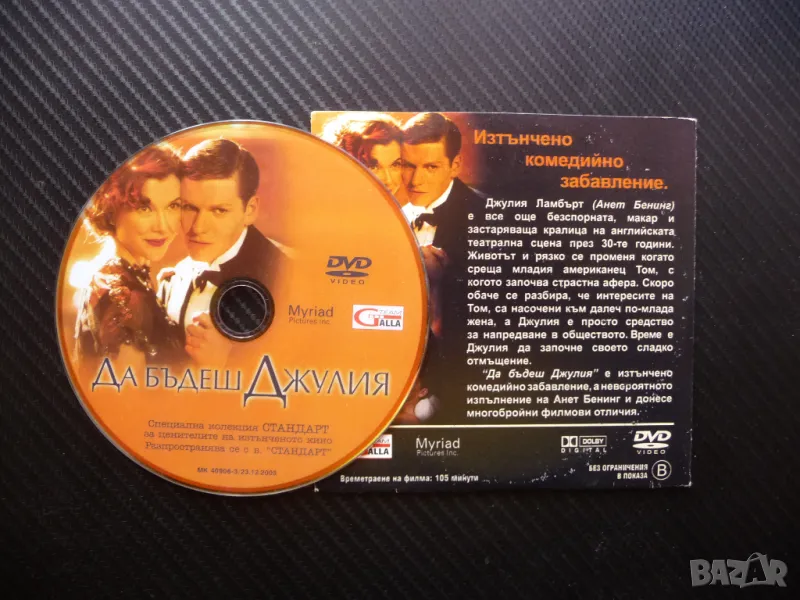 DVD
VIDEO
Myriad
Pictures Inc.
TEAM
GALLA
ДА БЪДЕШ ДЖУЛИЯ
Специална колекция СТАНДАРТ
за ценителите на изтънченото кино
Разпространява се с в. "СТАНДАРТ"
Изтънчено
комедийно
забавление.
Джулия Ламбърт (Анет Бенинг)
е все още безспорната, макар и
застаряваща кралица на английската
театрална сцена през 30-те години.
Животът и рязко се променя когато
среща младия американец Том, с
когото започва страстна афера. Скоро
обаче се разбира, че интересите на
Том, са насочени към далеч по-млада
жена, а Джулия е просто средство
за напредване в обществото. Време е
Джулия да започне своето сладко
отмъщение.
"Да бъдеш Джулия" е изтънчено
комедийно забавление, а невероятното
изпълнение на Анет Бенинг и донесе
многобройни филмови отличия.
GALLA
Myriad
Pictures Inc.
DOLBY
DIGITAL
DVD
VIDEO
БЕЗ ОГРАНИЧЕНИЯ
В ПОКАЗА
B
Времетраене на филма: 105 минути
BAZAR